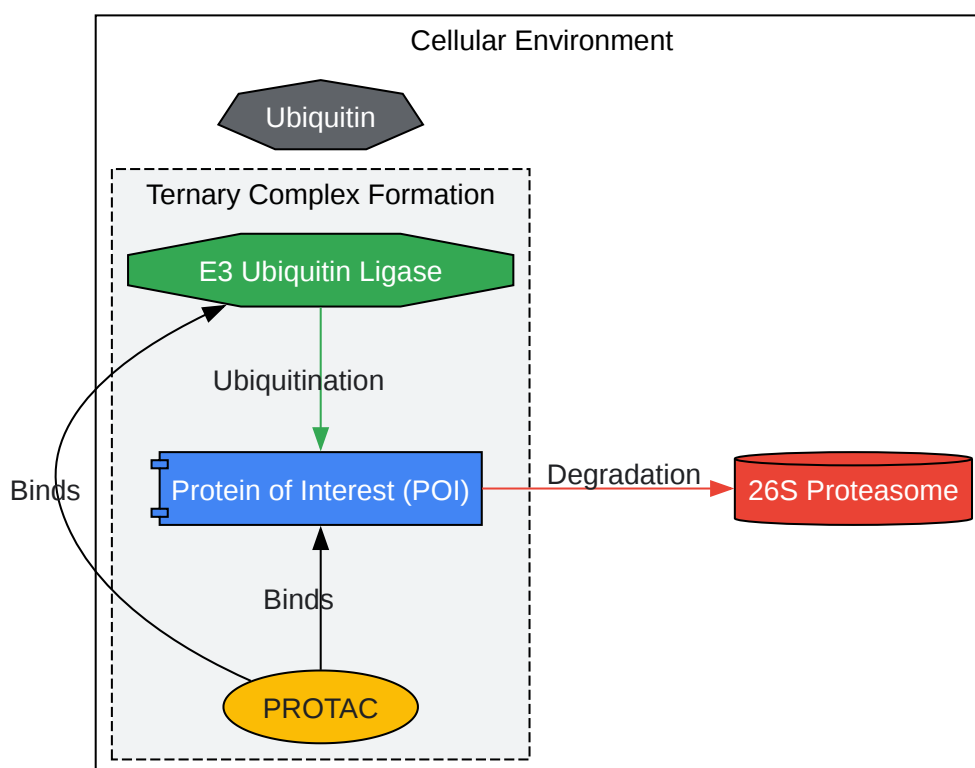 Cellular Environment
Ubiquitin
Ternary Complex Formation
E3 Ubiquitin Ligase
Ubiquitination
Binds
Protein of Interest (POI)
Degradation
26S Proteasome
Binds
PROTAC